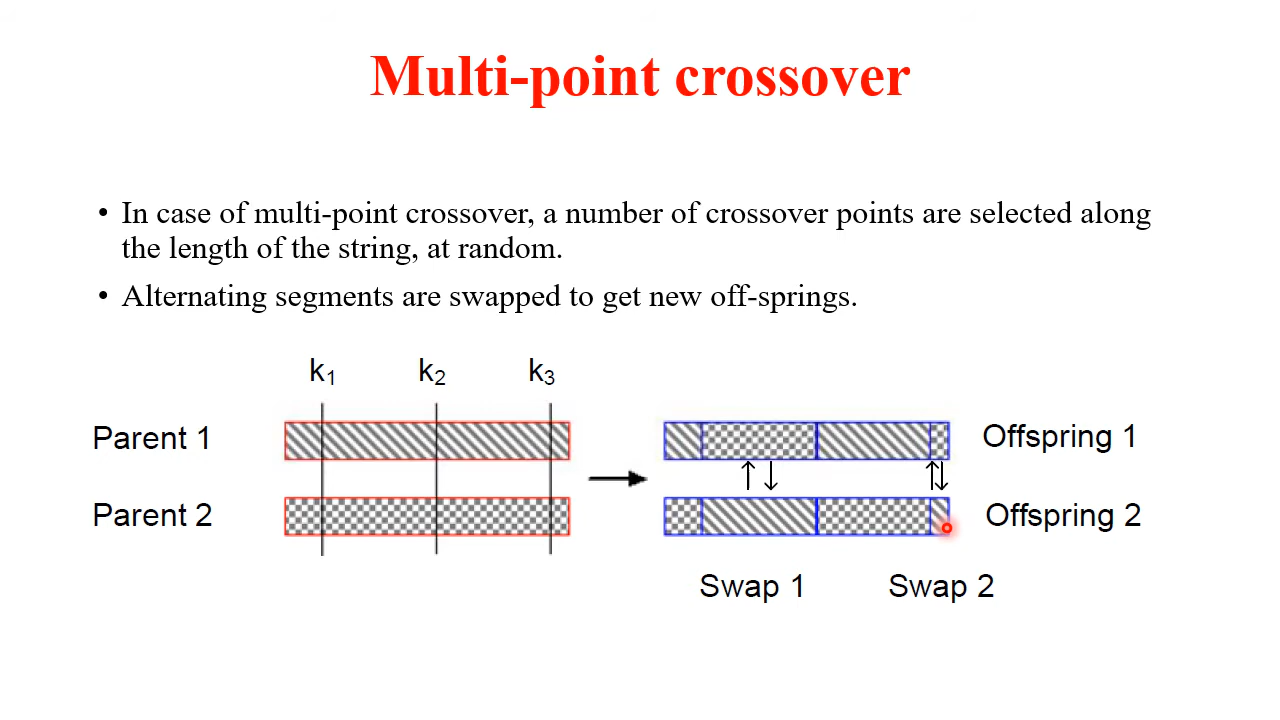 Multi-point crossover
• In case of multi-point crossover, a number of crossover points are selected along
the length of the string, at random.
• Alternating segments are swapped to get new off-springs.
k₁ k₂ k₃
Parent 1
Offspring 1
Parent 2
Offspring 2
Swap 1 Swap 2